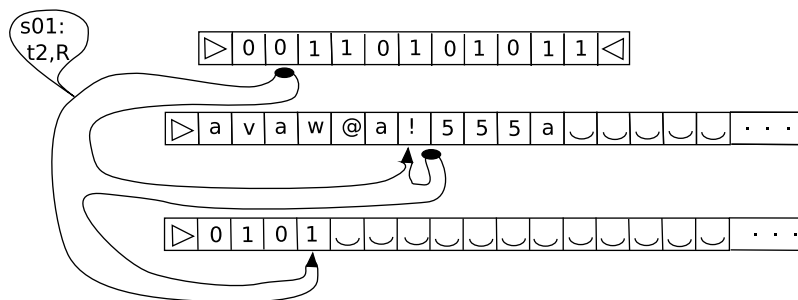 s01:
t2,R
▷ 0 0 1 1 0 1 0 1 0 1 1 ◁
▷ a v a w @ a ! 5 5 5 a ⌣ ⌣ ⌣ ⌣ ⌣ . . .
▷ 0 1 0 1 ⌣ ⌣ ⌣ ⌣ ⌣ ⌣ ⌣ ⌣ ⌣ ⌣ ⌣ ⌣ . . .